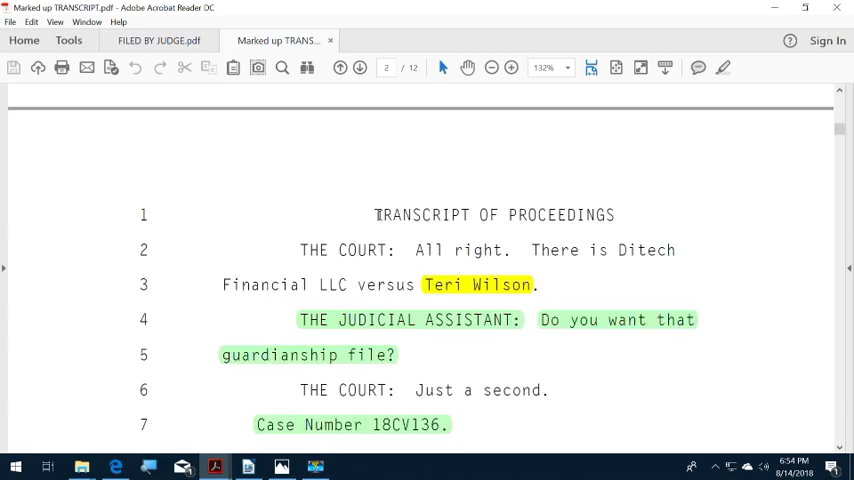 Marked up TRANSCRIPT.pdf - Adobe Acrobat Reader DC
File Edit View Window Help
Home Tools FILED BY JUDGE.pdf Marked up TRANS... × Sign In
2 / 12 132%
1 TRANSCRIPT OF PROCEEDINGS
2 THE COURT: All right. There is Ditech
3 Financial LLC versus Teri Wilson.
4 THE JUDICIAL ASSISTANT: Do you want that
5 guardianship file?
6 THE COURT: Just a second.
7 Case Number 18CV136.
6:54 PM
8/14/2018